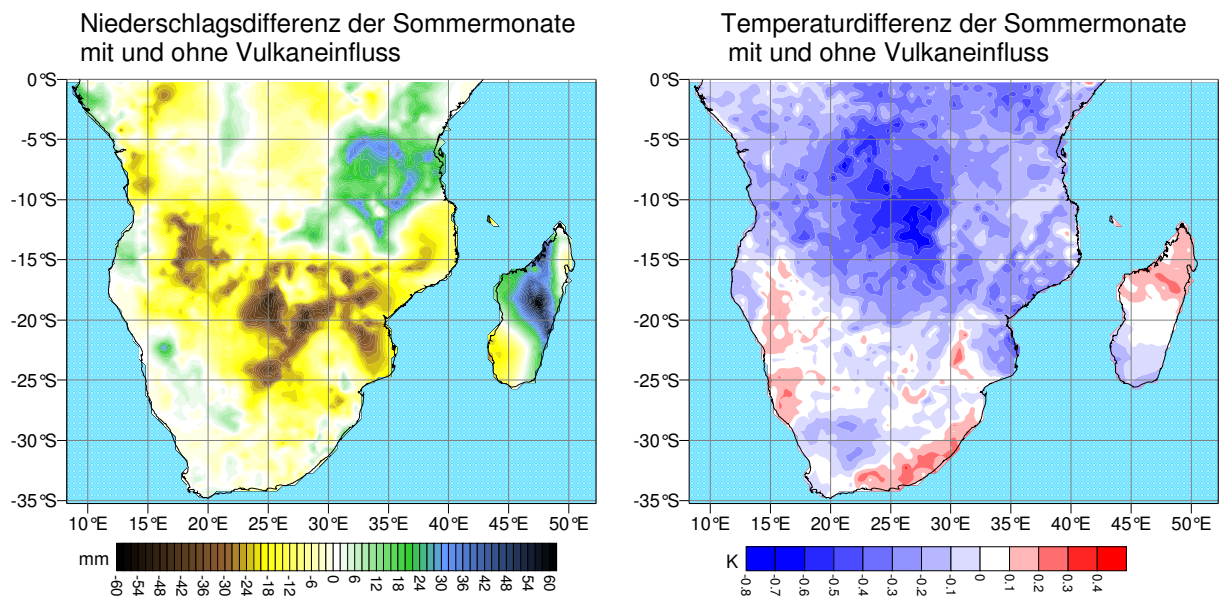 Niederschlagsdifferenz der Sommermonate
mit und ohne Vulkaneinfluss
0°S
-5°S
-10°S
-15°S
-20°S
-25°S
-30°S
-35°S
10°E 15°E 20°E 25°E 30°E 35°E 40°E 45°E 50°E
mm
-60 -54 -48 -42 -36 -30 -24 -18 -12 -6 0 6 12 18 24 30 36 42 48 54 60
Temperaturdifferenz der Sommermonate
mit und ohne Vulkaneinfluss
0°S
-5°S
-10°S
-15°S
-20°S
-25°S
-30°S
-35°S
10°E 15°E 20°E 25°E 30°E 35°E 40°E 45°E 50°E
K
-0.8 -0.7 -0.6 -0.5 -0.4 -0.3 -0.2 -0.1 0 0.1 0.2 0.3 0.4